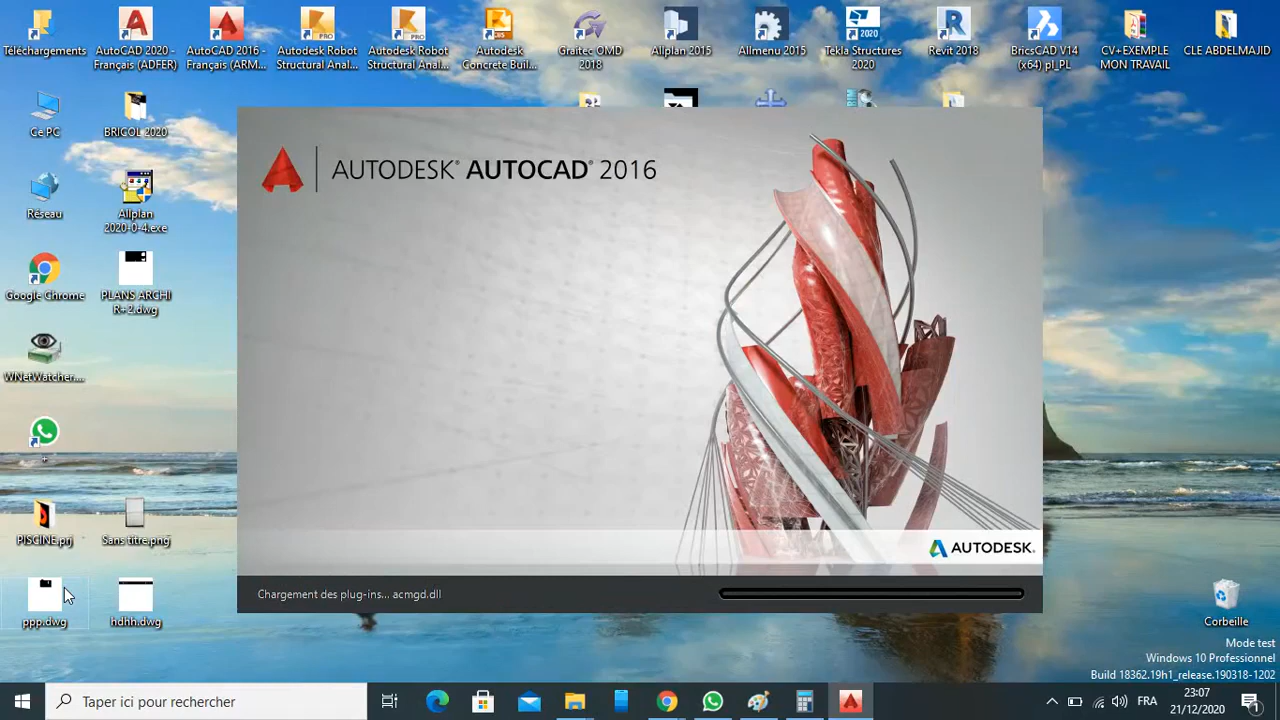 Téléchargements
AutoCAD 2020 -
Français (ADFER)
AutoCAD 2016 -
Français (ARM...
Autodesk Robot
Structural Anal...
Autodesk Robot
Structural Anal...
Autodesk
Concrete Buil...
Graitec OMD
2018
Allplan 2015
Allmenu 2015
Tekla Structures
2020
Revit 2018
BricsCAD V14
(x64) pl_PL
CV+EXEMPLE
MON TRAVAIL
CLE ABDELMAJID
Ce PC
BRICOL 2020
Réseau
Allplan
2020-0-4.exe
Google Chrome
PLANS ARCHI
R+2.dwg
WNetWatcher...
+
PISCINE.prj
Sans titre.png
ppp.dwg
hdhh.dwg
AUTODESK® AUTOCAD® 2016
AUTODESK.
Chargement des plug-ins... acmgd.dll
Corbeille
Mode test
Windows 10 Professionnel
Build 18362.19h1_release.190318-1202
Taper ici pour rechercher
FRA
23:07
21/12/2020
1